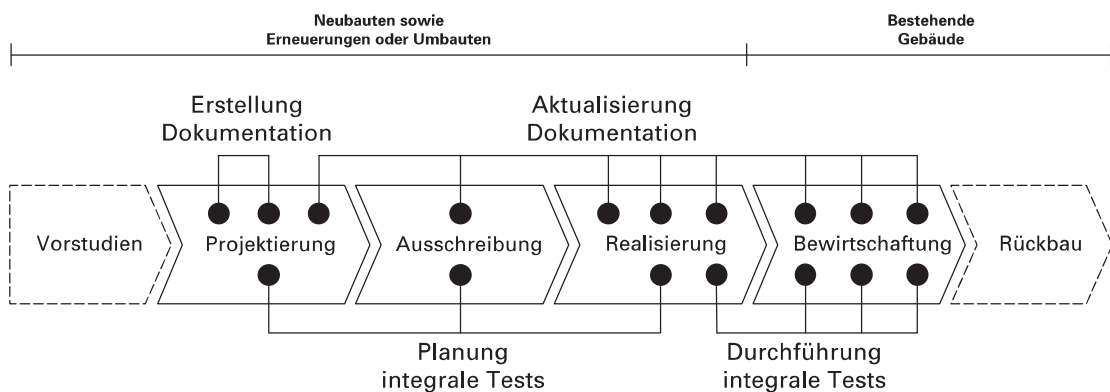 Neubauten sowie
Erneuerungen oder Umbauten
Bestehende
Gebäude
Erstellung
Dokumentation
Aktualisierung
Dokumentation
Vorstudien
Projektierung
Ausschreibung
Realisierung
Bewirtschaftung
Rückbau
Planung
integrale Tests
Durchführung
integrale Tests